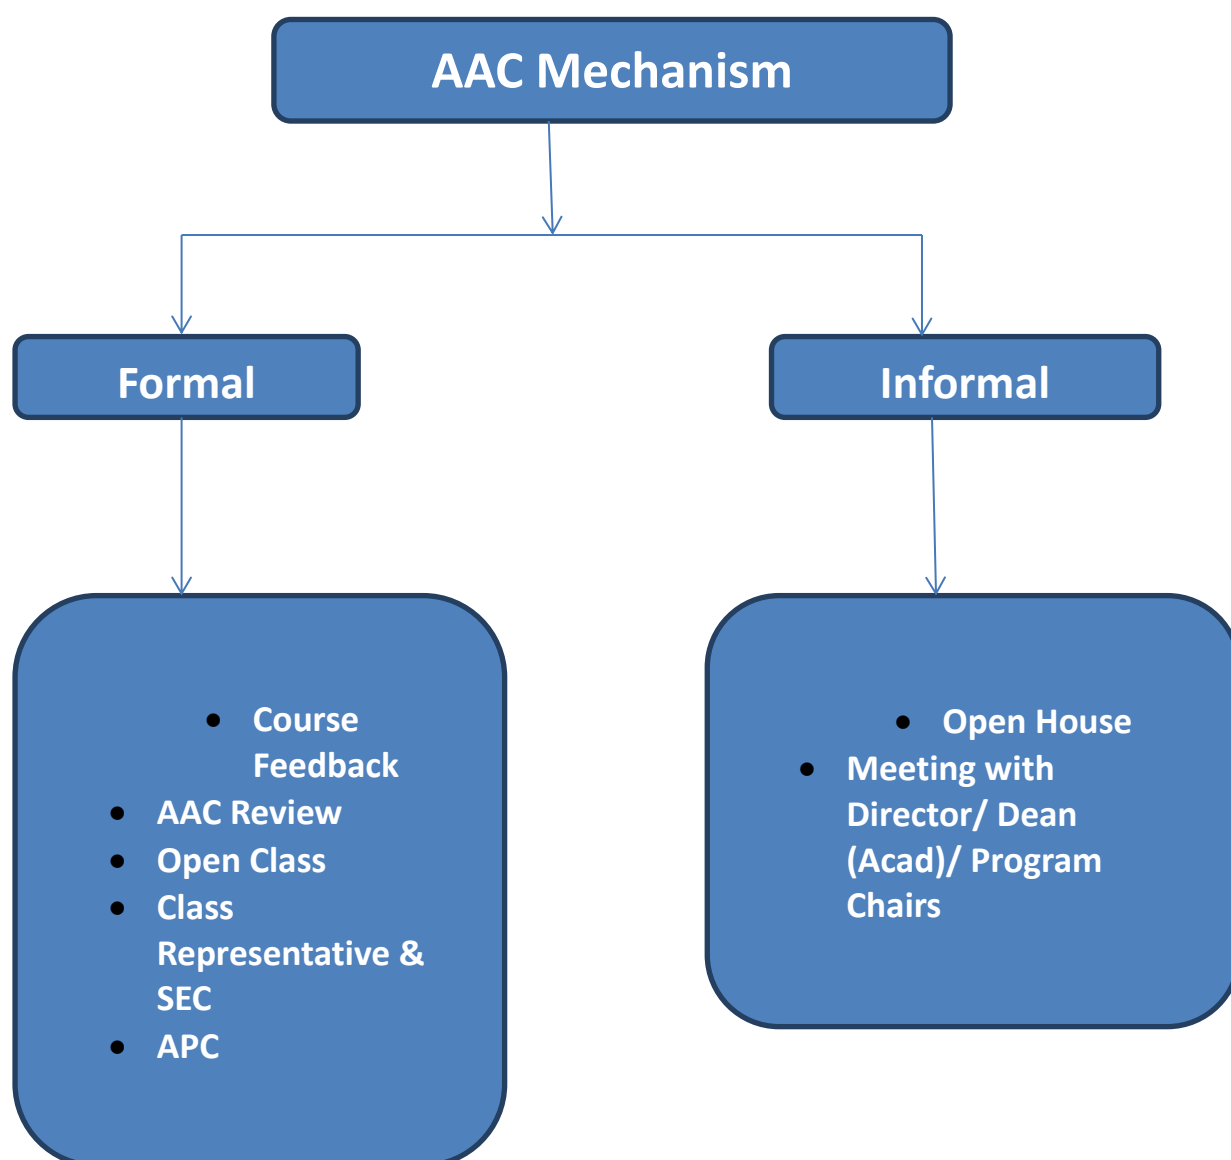 AAC Mechanism
Formal
Informal
• Course
Feedback
• AAC Review
• Open Class
• Class
Representative &
SEC
• APC
• Open House
• Meeting with
Director/ Dean
(Acad)/ Program
Chairs